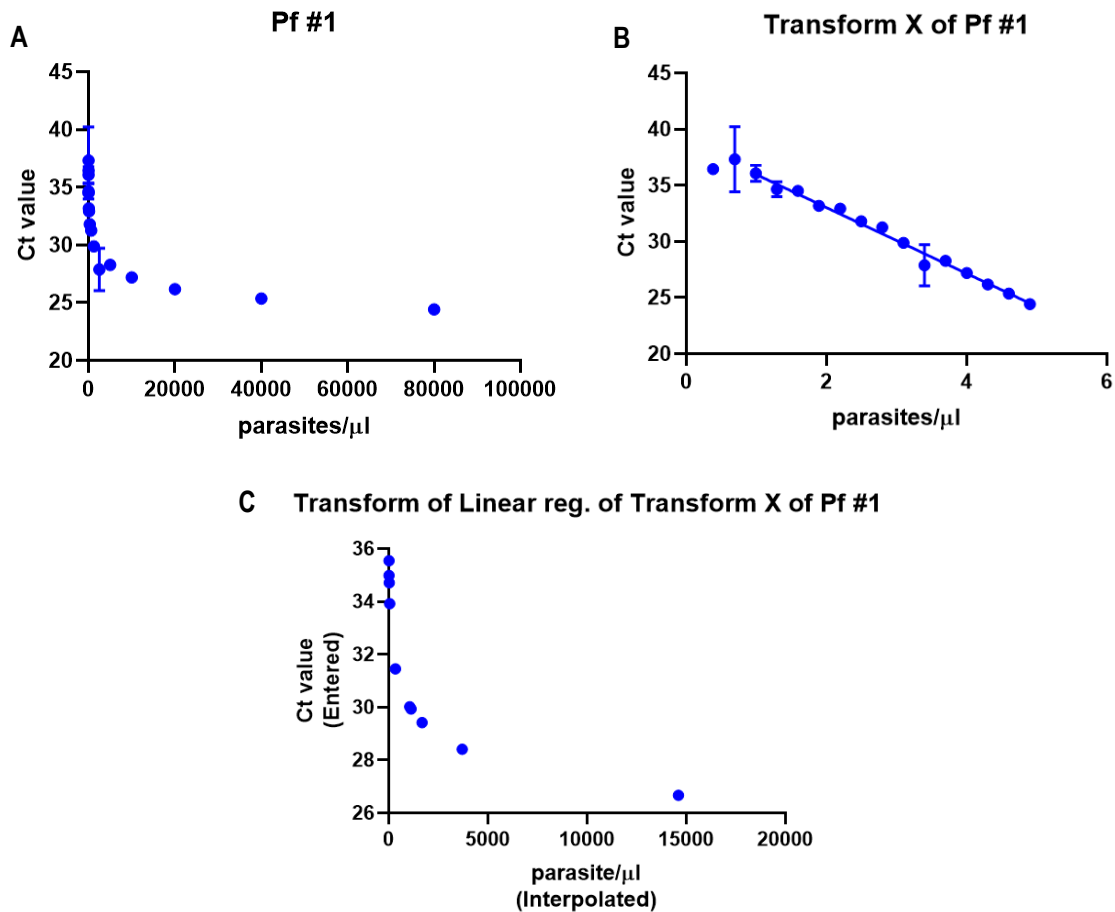 A
Pf #1
45
40
35
30
25
20
Ct value
0 20000 40000 60000 80000 100000
parasites/μl
B
Transform X of Pf #1
45
40
35
30
25
20
Ct value
0 2 4 6
parasites/μl
C
Transform of Linear reg. of Transform X of Pf #1
36
34
32
30
28
26
Ct value
(Entered)
0 5000 10000 15000 20000
parasite/μl
(Interpolated)